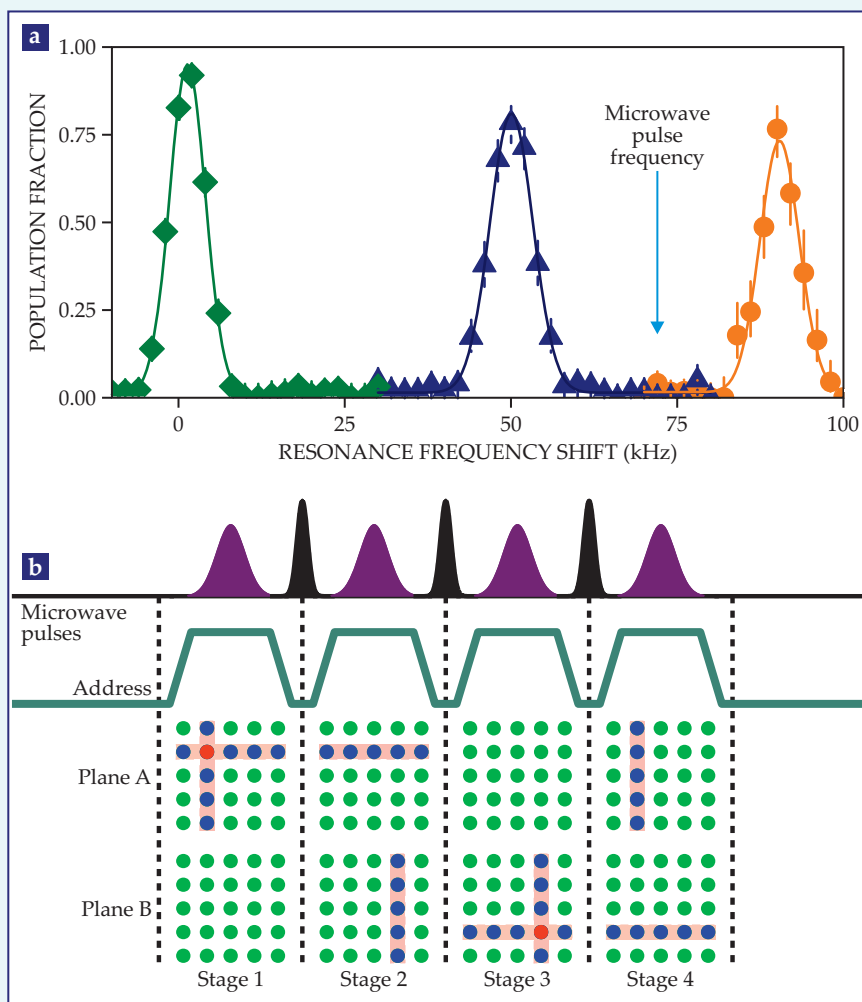 a
1.00
0.75
0.50
0.25
0.00
POPULATION FRACTION
Microwave
pulse
frequency
0
25
50
75
100
RESONANCE FREQUENCY SHIFT (kHz)
b
Microwave
pulses
Address
Plane A
Plane B
Stage 1
Stage 2
Stage 3
Stage 4